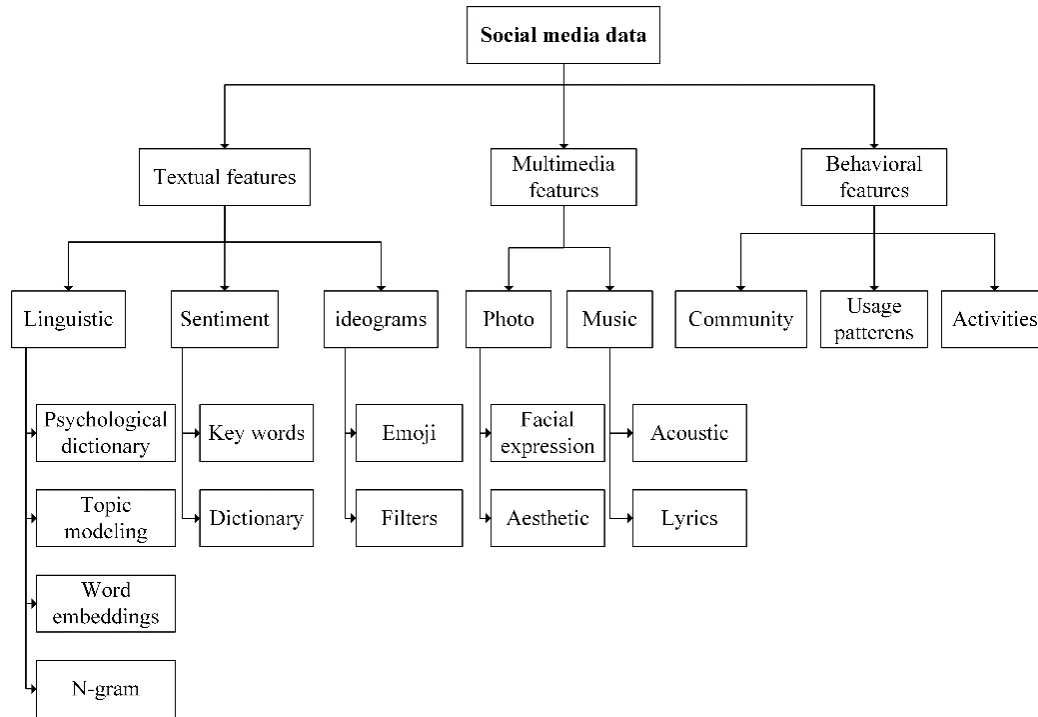 Social media data
Textual features
Multimedia
features
Behavioral
features
Linguistic
Sentiment
ideograms
Photo
Music
Community
Usage
patterens
Activities
Psychological
dictionary
Key words
Emoji
Facial
expression
Acoustic
Topic
modeling
Dictionary
Filters
Aesthetic
Lyrics
Word
embeddings
N-gram